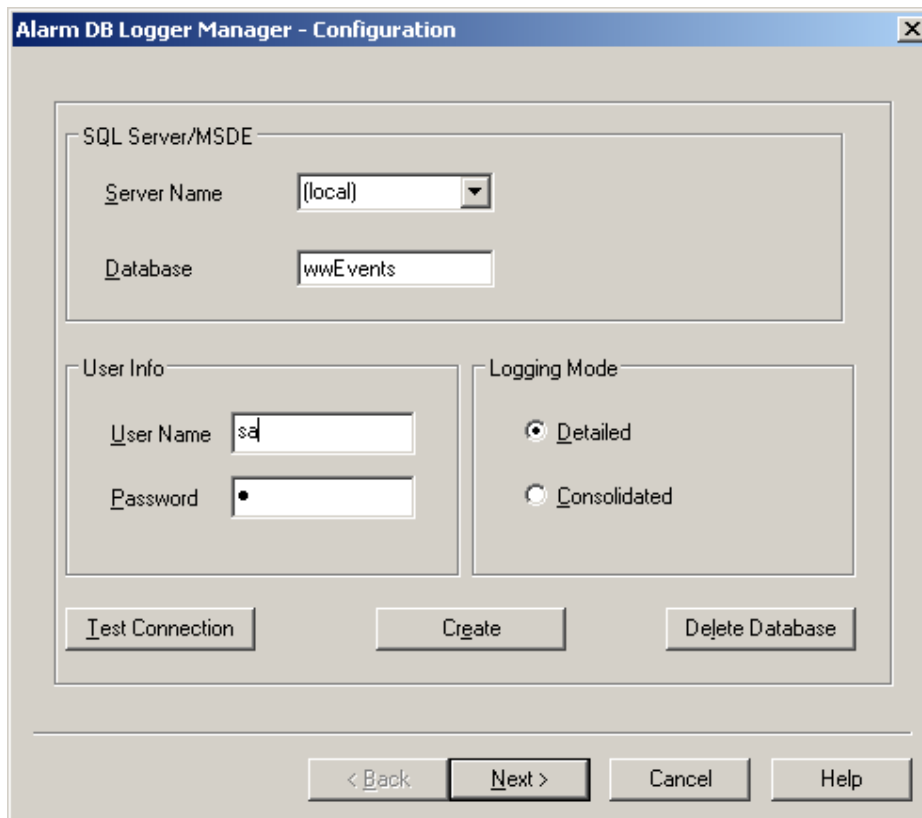 Alarm DB Logger Manager - Configuration
SQL Server/MSDE
Server Name
(local)
Database
wwEvents
User Info
User Name
sa
Password
•
Logging Mode
Detailed
Consolidated
Test Connection
Create
Delete Database
< Back
Next >
Cancel
Help